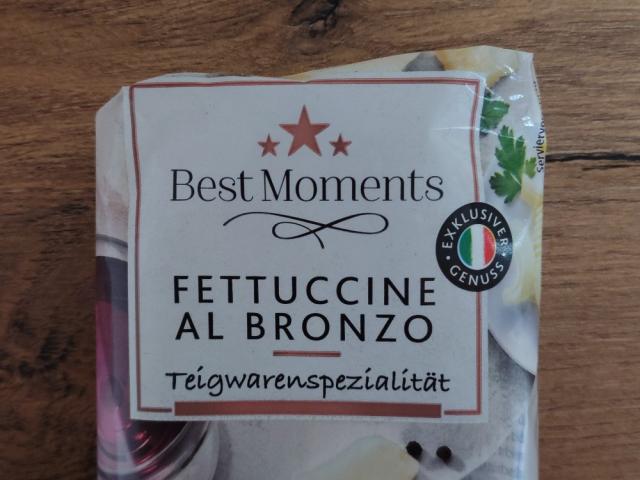 Best Moments
EXKLUSIVER
GENUSS
FETTUCCINE
AL BRONZO
Teigwarenspezialität